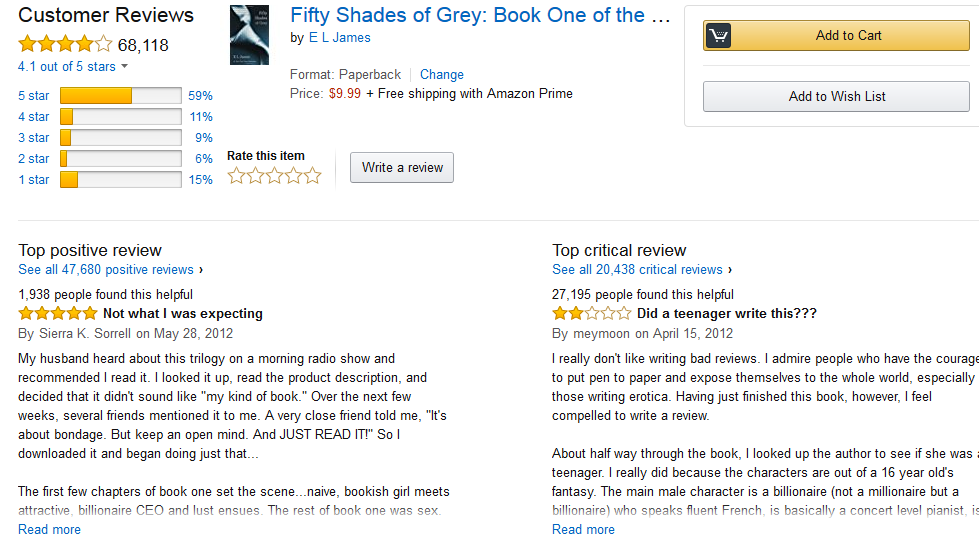 Customer Reviews
68,118
4.1 out of 5 stars
5 star 59%
4 star 11%
3 star 9%
2 star 6%
1 star 15%
Fifty Shades of Grey: Book One of the ...
by E L James
Format: Paperback | Change
Price: $9.99 + Free shipping with Amazon Prime
Rate this item
Write a review
Add to Cart
Add to Wish List
Top positive review
See all 47,680 positive reviews ›
1,938 people found this helpful
Not what I was expecting
By Sierra K. Sorrell on May 28, 2012
My husband heard about this trilogy on a morning radio show and
recommended I read it. I looked it up, read the product description, and
decided that it didn't sound like "my kind of book." Over the next few
weeks, several friends mentioned it to me. A very close friend told me, "It's
about bondage. But keep an open mind. And JUST READ IT!" So I
downloaded it and began doing just that...
The first few chapters of book one set the scene...naive, bookish girl meets
attractive, billionaire CEO and lust ensues. The rest of book one was sex.
Read more
Top critical review
See all 20,438 critical reviews ›
27,195 people found this helpful
Did a teenager write this???
By meymoon on April 15, 2012
I really don't like writing bad reviews. I admire people who have the courage
to put pen to paper and expose themselves to the whole world, especially
those writing erotica. Having just finished this book, however, I feel
compelled to write a review.
About half way through the book, I looked up the author to see if she was a
teenager. I really did because the characters are out of a 16 year old's
fantasy. The main male character is a billionaire (not a millionaire but a
billionaire) who speaks fluent French, is basically a concert level pianist, is
Read more